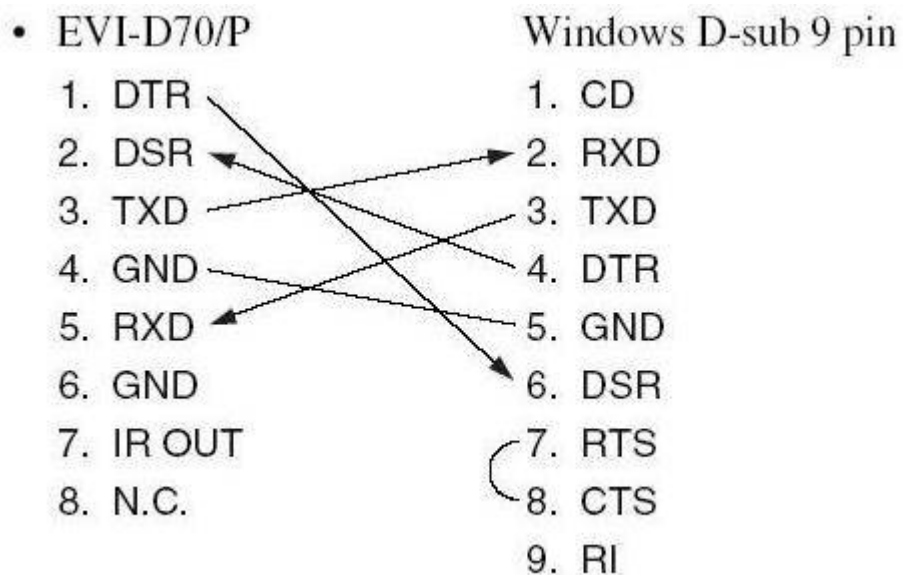 • EVI-D70/P
1. DTR
2. DSR
3. TXD
4. GND
5. RXD
6. GND
7. IR OUT
8. N.C.
Windows D-sub 9 pin
1. CD
2. RXD
3. TXD
4. DTR
5. GND
6. DSR
7. RTS
8. CTS
9. RI